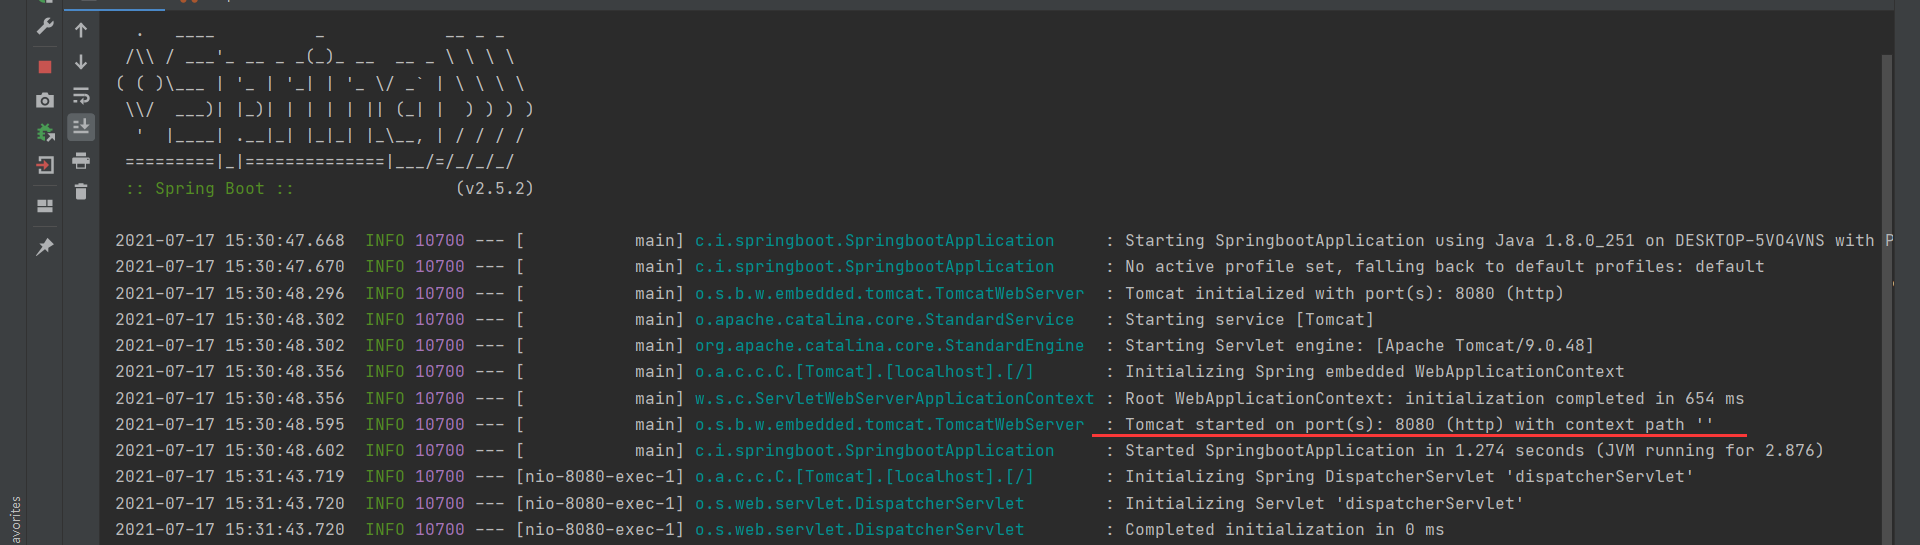 .   ____          _            __ _ _
 /\\ / ___'_ __ _ _(_)_ __  __ _ \ \ \ \
( ( )\___ | '_ | '_| | '_ \/ _` | \ \ \ \
 \\/  ___)| |_)| | | | | || (_| |  ) ) ) )
  '  |____| .__|_| |_|_| |_\__, | / / / /
 =========|_|==============|___/=/_/_/_/
 :: Spring Boot ::                (v2.5.2)
2021-07-17 15:30:47.668  INFO 10700 --- [           main] c.i.springboot.SpringbootApplication     : Starting SpringbootApplication using Java 1.8.0_251 on DESKTOP-5VO4VNS with P
2021-07-17 15:30:47.670  INFO 10700 --- [           main] c.i.springboot.SpringbootApplication     : No active profile set, falling back to default profiles: default
2021-07-17 15:30:48.296  INFO 10700 --- [           main] o.s.b.w.embedded.tomcat.TomcatWebServer  : Tomcat initialized with port(s): 8080 (http)
2021-07-17 15:30:48.302  INFO 10700 --- [           main] o.apache.catalina.core.StandardService   : Starting service [Tomcat]
2021-07-17 15:30:48.302  INFO 10700 --- [           main] org.apache.catalina.core.StandardEngine  : Starting Servlet engine: [Apache Tomcat/9.0.48]
2021-07-17 15:30:48.356  INFO 10700 --- [           main] o.a.c.c.C.[Tomcat].[localhost].[/]       : Initializing Spring embedded WebApplicationContext
2021-07-17 15:30:48.356  INFO 10700 --- [           main] w.s.c.ServletWebServerApplicationContext : Root WebApplicationContext: initialization completed in 654 ms
2021-07-17 15:30:48.595  INFO 10700 --- [           main] o.s.b.w.embedded.tomcat.TomcatWebServer  : Tomcat started on port(s): 8080 (http) with context path ''
2021-07-17 15:30:48.602  INFO 10700 --- [           main] c.i.springboot.SpringbootApplication     : Started SpringbootApplication in 1.274 seconds (JVM running for 2.876)
2021-07-17 15:31:43.719  INFO 10700 --- [nio-8080-exec-1] o.a.c.c.C.[Tomcat].[localhost].[/]       : Initializing Spring DispatcherServlet 'dispatcherServlet'
2021-07-17 15:31:43.720  INFO 10700 --- [nio-8080-exec-1] o.s.web.servlet.DispatcherServlet        : Initializing Servlet 'dispatcherServlet'
2021-07-17 15:31:43.720  INFO 10700 --- [nio-8080-exec-1] o.s.web.servlet.DispatcherServlet        : Completed initialization in 0 ms
avorites